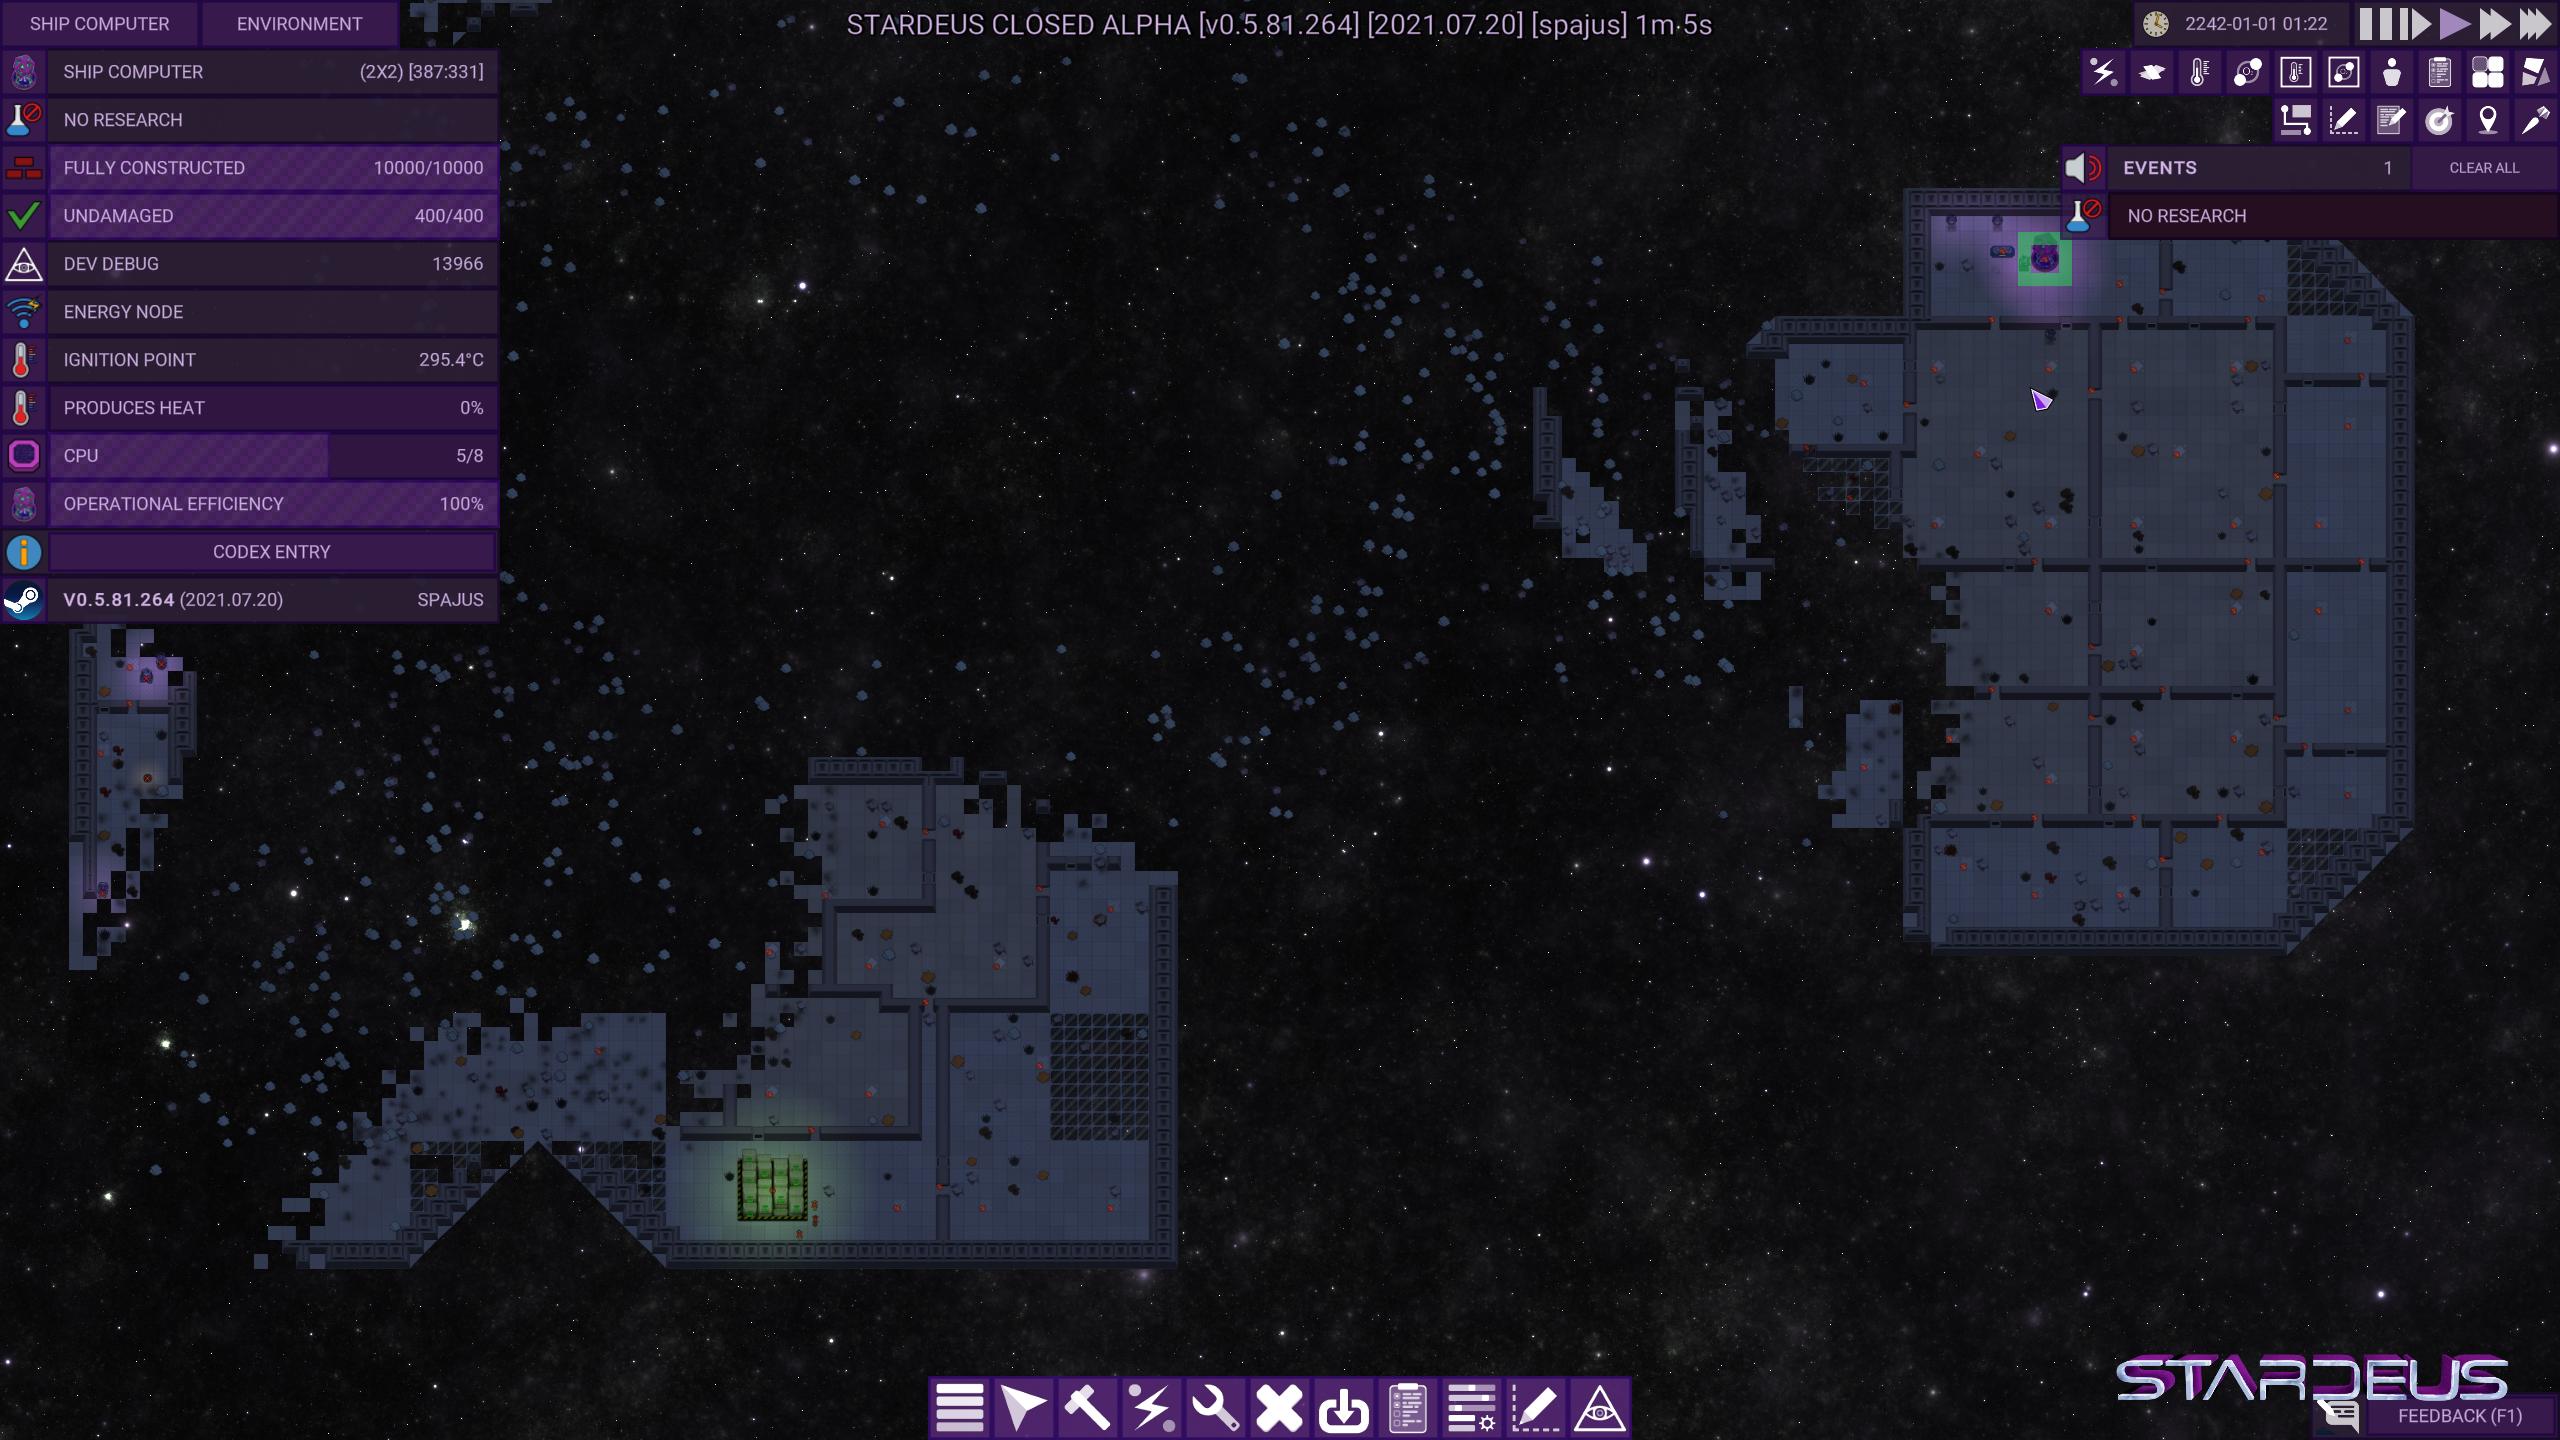 SHIP COMPUTER ENVIRONMENT
STARDEUS CLOSED ALPHA [v0.5.81.264] [2021.07.20] [spajus] 1m 5s
2242-01-01 01:22
SHIP COMPUTER (2X2) [387:331]
NO RESEARCH
FULLY CONSTRUCTED 10000/10000
UNDAMAGED 400/400
DEV DEBUG 13966
ENERGY NODE
IGNITION POINT 295.4°C
PRODUCES HEAT 0%
CPU 5/8
OPERATIONAL EFFICIENCY 100%
CODEX ENTRY
V0.5.81.264 (2021.07.20) SPAJUS
EVENTS 1 CLEAR ALL
NO RESEARCH
STARDEUS
FEEDBACK (F1)